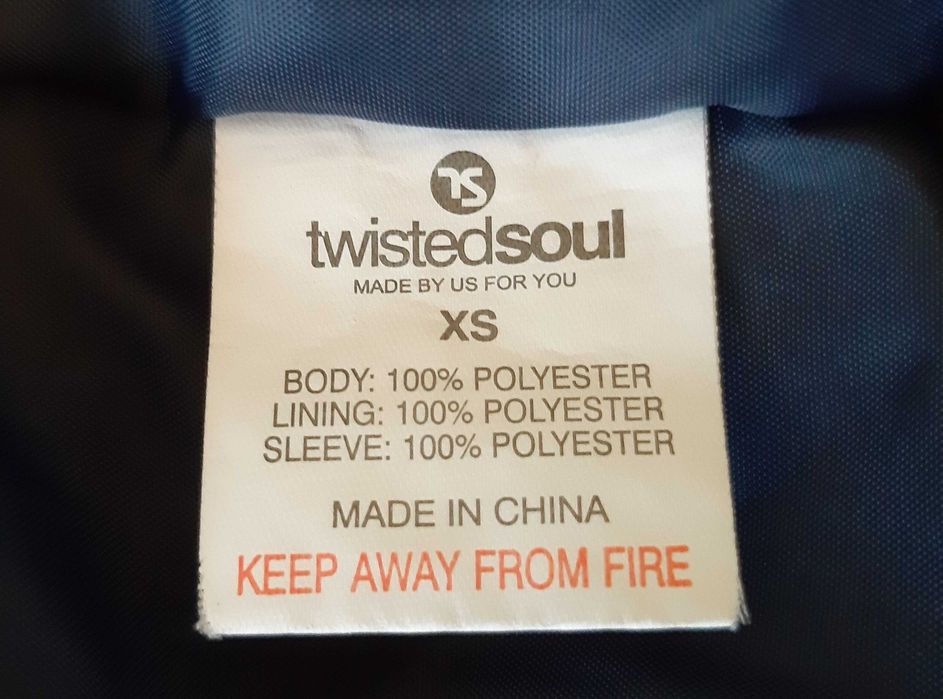 TS
twistedsoul
MADE BY US FOR YOU
XS
BODY: 100% POLYESTER
LINING: 100% POLYESTER
SLEEVE: 100% POLYESTER
MADE IN CHINA
KEEP AWAY FROM FIRE